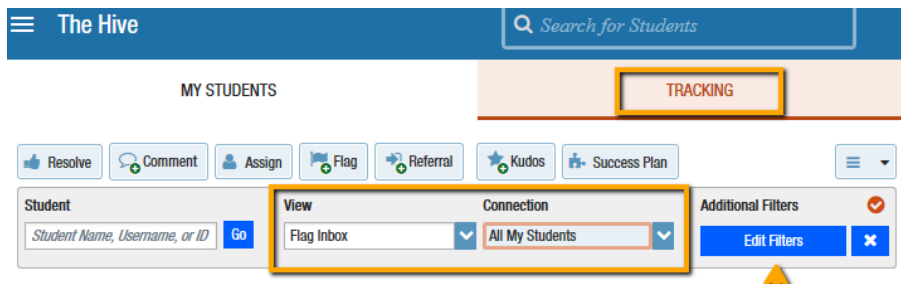 The Hive
Search for Students
MY STUDENTS
TRACKING
Resolve
Comment
Assign
Flag
Referral
Kudos
Success Plan
Student
View
Connection
Additional Filters
Student Name, Username, or ID
Go
Flag Inbox
All My Students
Edit Filters